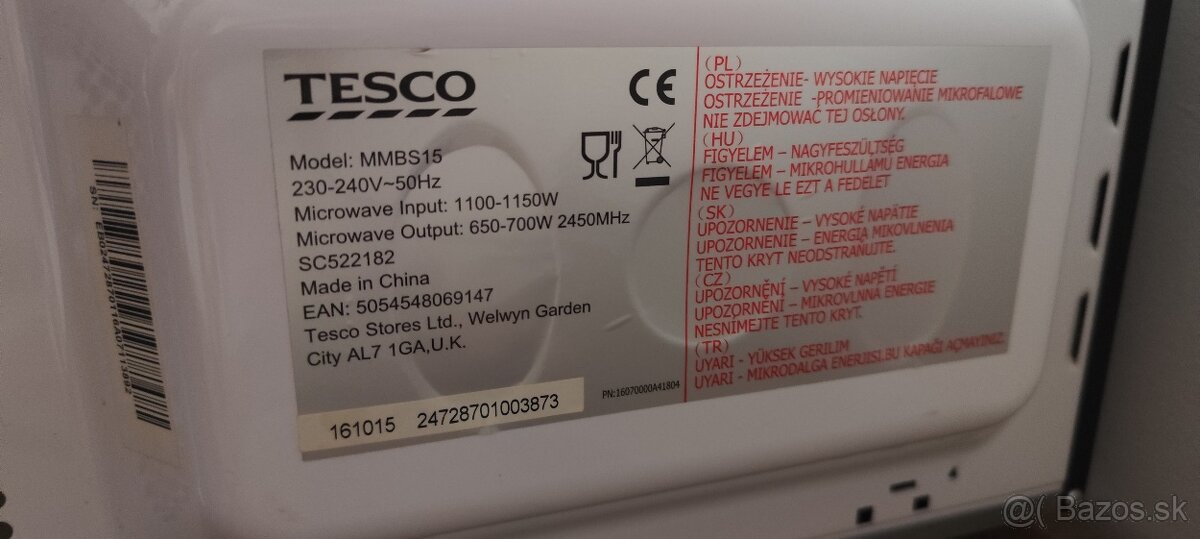 TESCO
CE
Model: MMBS15
230-240V~50Hz
Microwave Input: 1100-1150W
Microwave Output: 650-700W 2450MHz
SC522182
Made in China
EAN: 5054548069147
Tesco Stores Ltd., Welwyn Garden
City AL7 1GA,U.K.
PN:16070000A41804
161015 24728701003873
(PL)
OSTRZEŻENIE- WYSOKIE NAPIĘCIE
OSTRZEŻENIE -PROMIENIOWANIE MIKROFALOWE
NIE ZDEJMOWAĆ TEJ OSŁONY.
(HU)
FIGYELEM – NAGYFESZÜLTSÉG
FIGYELEM – MIKROHULLÁMÚ ENERGIA
NE VEGYE LE EZT A FEDELET
(SK)
UPOZORNENIE – VYSOKÉ NAPÄTIE
UPOZORNENIE – ENERGIA MIKOVLNENIA
TENTO KRYT NEODSTRAŇUJTE.
(CZ)
UPOZORNĚNÍ – VYSOKÉ NAPĚTÍ
UPOZORNĚNÍ – MIKROVLNNÁ ENERGIE
NESNÍMEJTE TENTO KRYT.
(TR)
UYARI - YÜKSEK GERILIM
UYARI - MIKRODALGA ENERJISI.BU KAPAĞI AÇMAYINIZ.
SN:
4
@( Bazos.sk